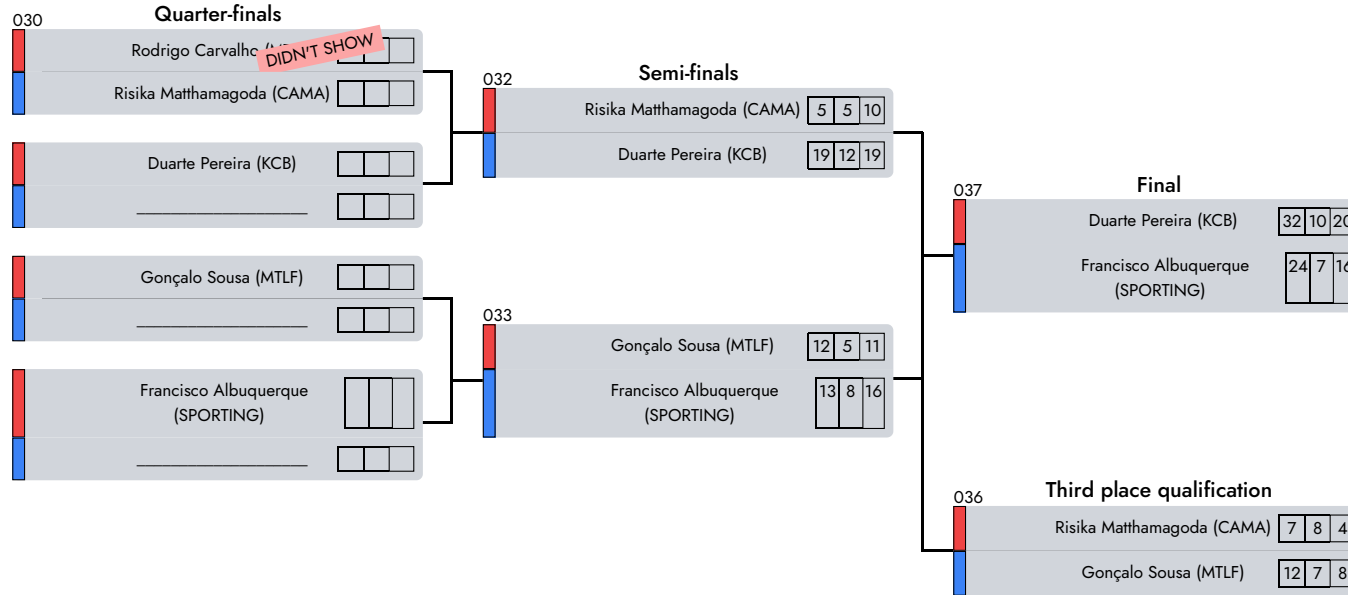 Quarter-finals
030
Rodrigo Carvalho
DIDN'T SHOW
Risika Matthamagoda (CAMA)
Duarte Pereira (KCB)
Gonçalo Sousa (MTLF)
Francisco Albuquerque
(SPORTING)
Semi-finals
032
Risika Matthamagoda (CAMA) 5 5 10
Duarte Pereira (KCB) 19 12 19
033
Gonçalo Sousa (MTLF) 12 5 11
Francisco Albuquerque 13 8 16
(SPORTING)
Final
037
Duarte Pereira (KCB) 32 10 20
Francisco Albuquerque 24 7 16
(SPORTING)
Third place qualification
036
Risika Matthamagoda (CAMA) 7 8 4
Gonçalo Sousa (MTLF) 12 7 8